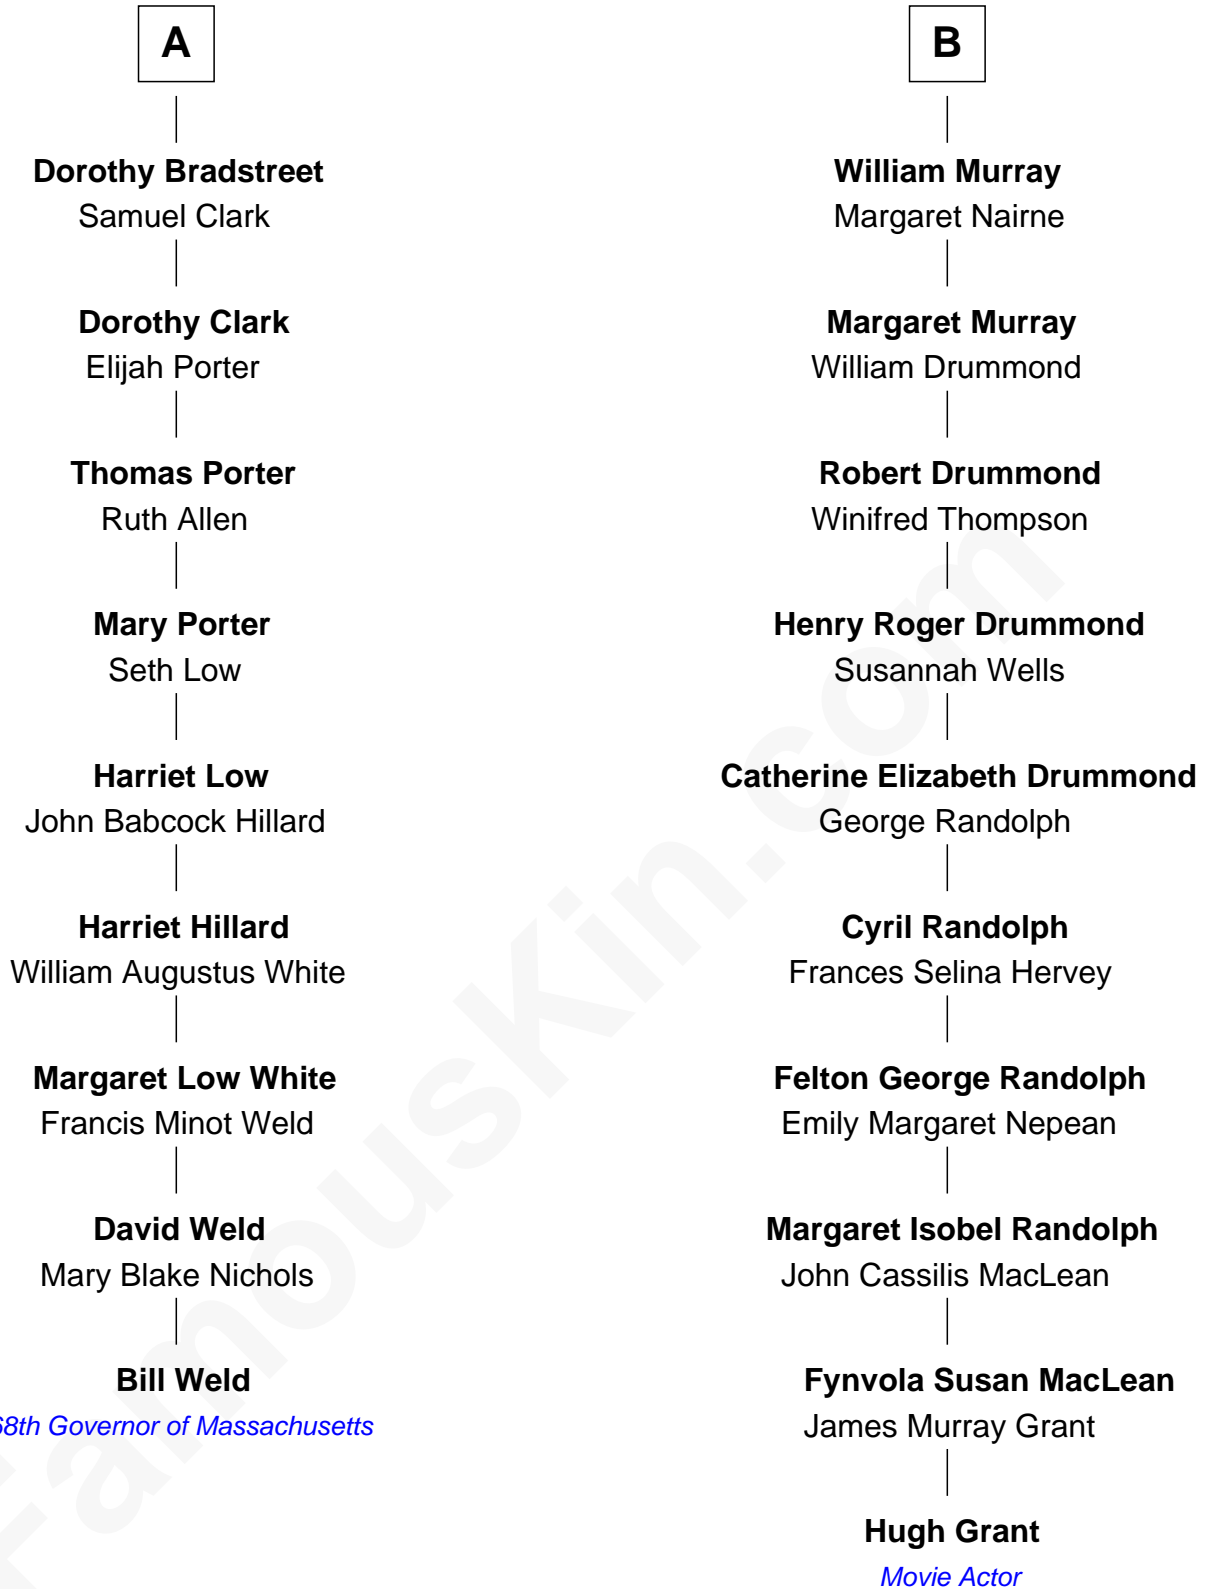 A
Dorothy Bradstreet
Samuel Clark
Dorothy Clark
Elijah Porter
Thomas Porter
Ruth Allen
Mary Porter
Seth Low
Harriet Low
John Babcock Hillard
Harriet Hillard
William Augustus White
Margaret Low White
Francis Minot Weld
David Weld
Mary Blake Nichols
Bill Weld
68th Governor of Massachusetts
B
William Murray
Margaret Nairne
Margaret Murray
William Drummond
Robert Drummond
Winifred Thompson
Henry Roger Drummond
Susannah Wells
Catherine Elizabeth Drummond
George Randolph
Cyril Randolph
Frances Selina Hervey
Felton George Randolph
Emily Margaret Nepean
Margaret Isobel Randolph
John Cassilis MacLean
Fynvola Susan MacLean
James Murray Grant
Hugh Grant
Movie Actor
FamousKin.com